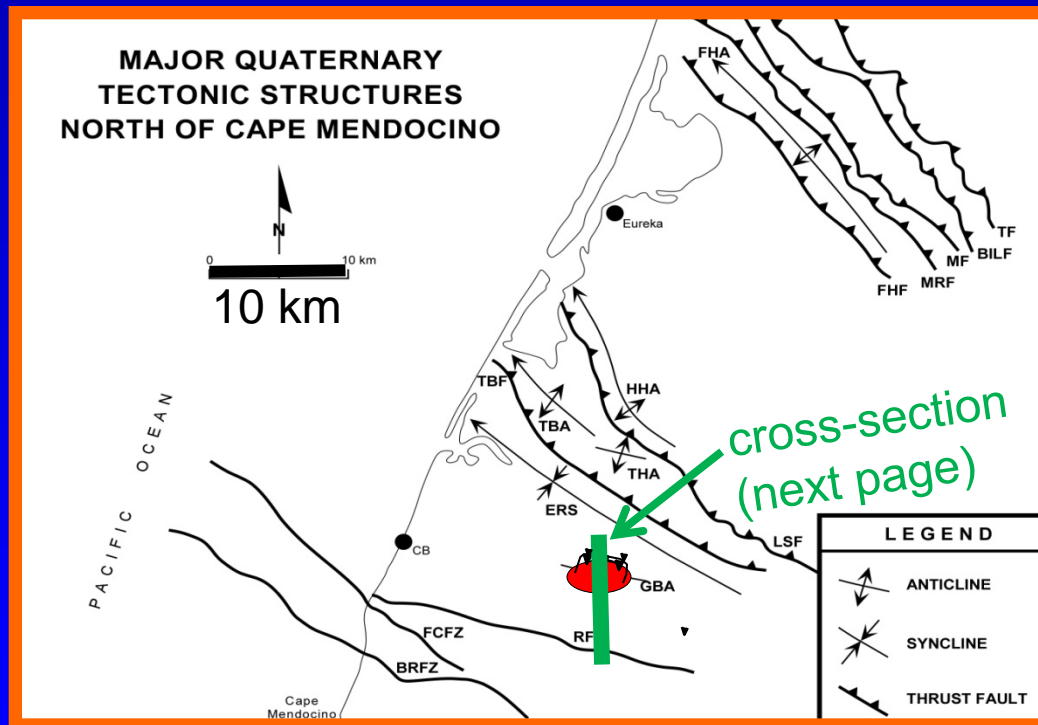 MAJOR QUATERNARY
TECTONIC STRUCTURES
NORTH OF CAPE MENDOCINO
N
0 10 km
10 km
FHA
Eureka
TF
BILF
MF
MRF
FHF
TBF
HHA
TBA
THA
ERS
cross-section
(next page)
PACIFIC OCEAN
CB
LSF
GBA
RF
FCFZ
BRFZ
Cape
Mendocino
LEGEND
ANTICLINE
SYNCLINE
THRUST FAULT